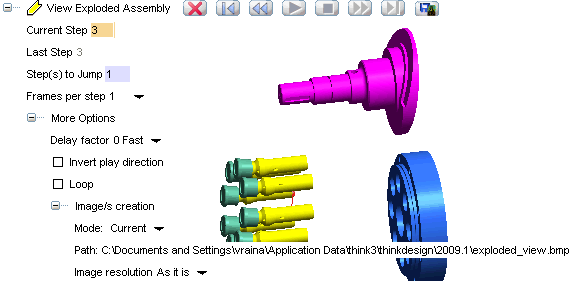 View Exploded Assembly
Current Step 3
Last Step 3
Step(s) to Jump 1
Frames per step 1
More Options
Delay factor 0 Fast
Invert play direction
Loop
Image/s creation
Mode: Current
Path: C:\Documents and Settings\wraina\Application Data\think3\thinkdesign\2009.1\exploded_view.bmp
Image resolution As it is